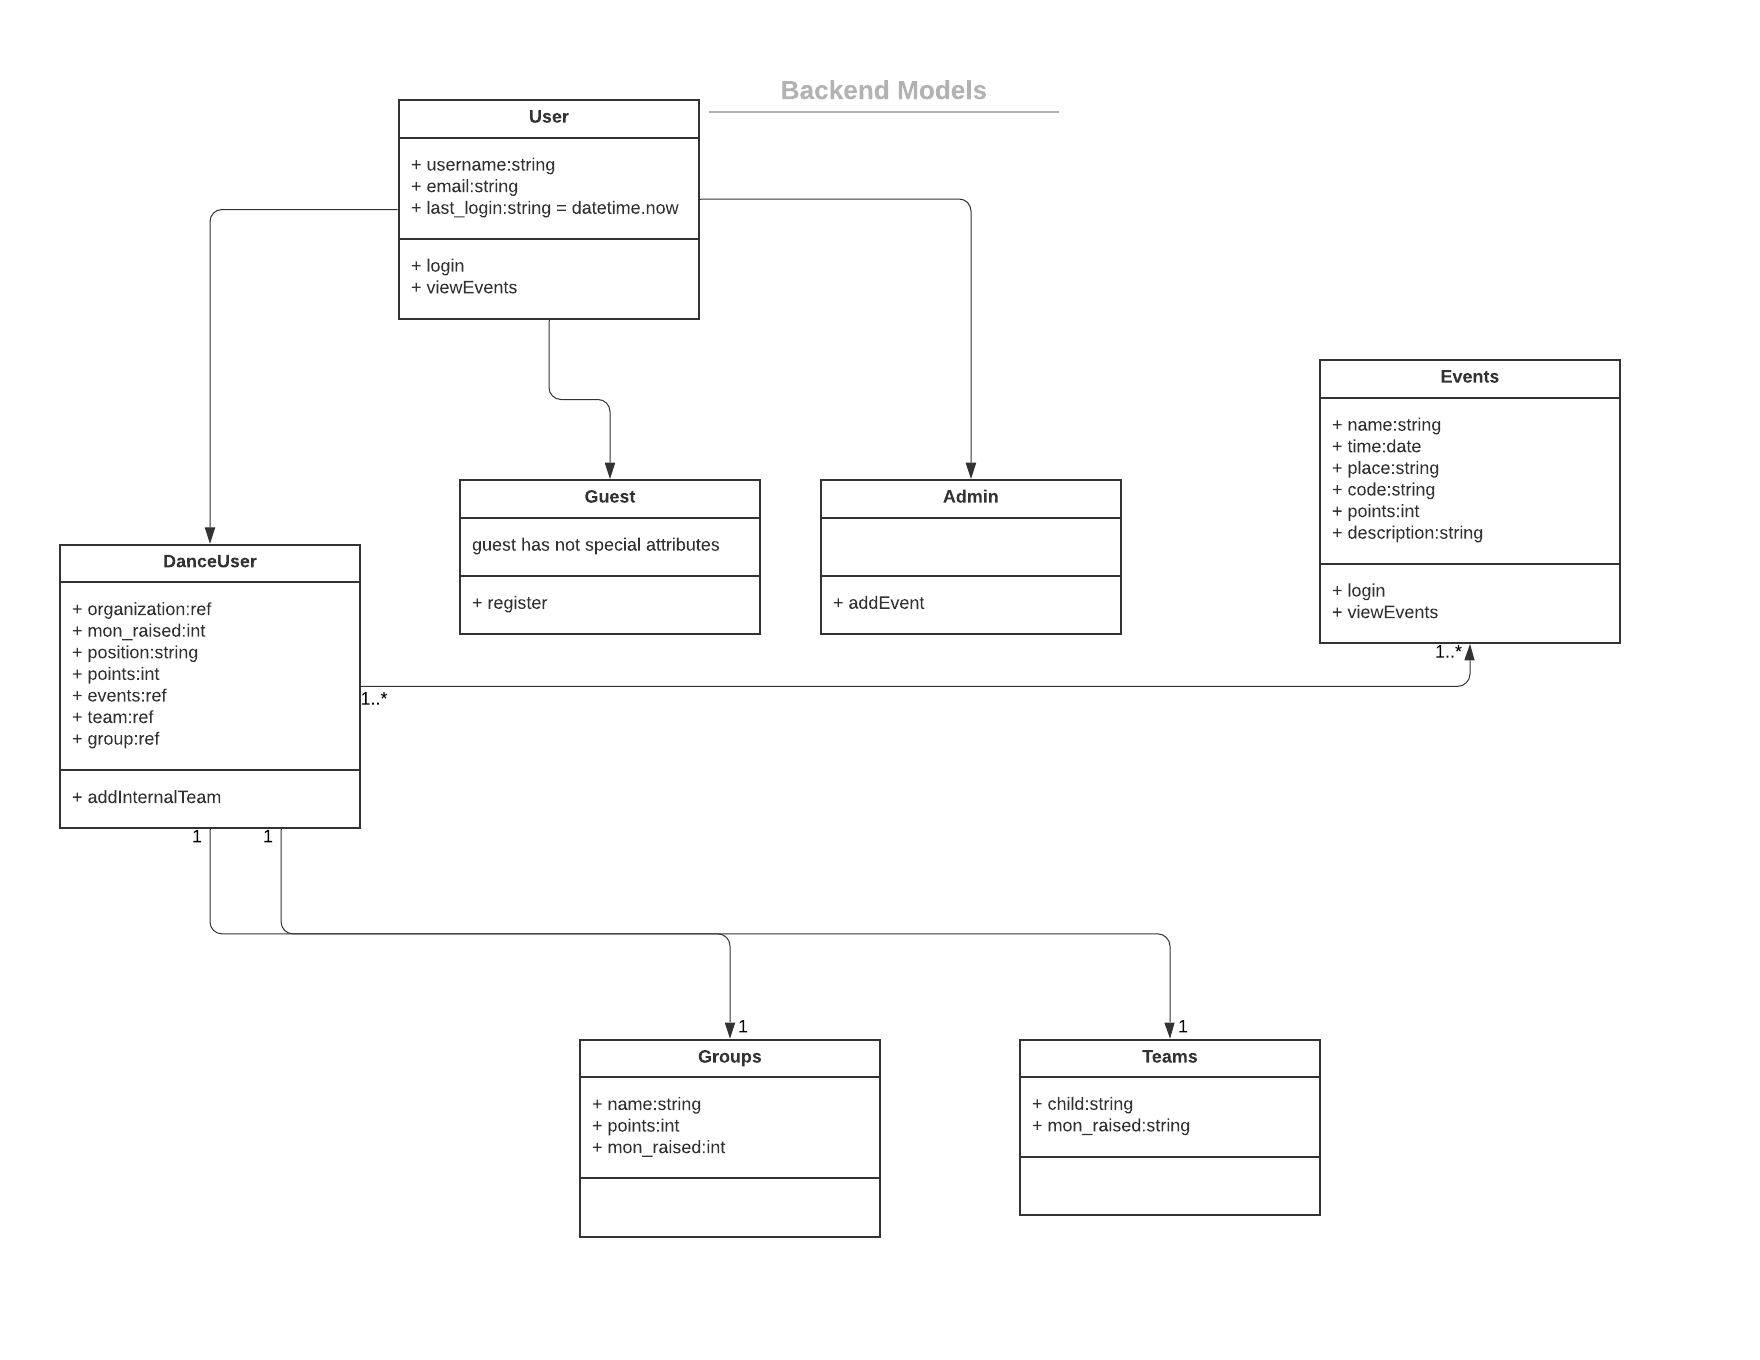 Backend Models
User
+ username:string
+ email:string
+ last_login:string = datetime.now
+ login
+ viewEvents
Events
+ name:string
+ time:date
+ place:string
+ code:string
+ points:int
+ description:string
+ login
+ viewEvents
1..*
Guest
guest has not special attributes
+ register
Admin
+ addEvent
DanceUser
+ organization:ref
+ mon_raised:int
+ position:string
+ points:int
+ events:ref
+ team:ref
+ group:ref
+ addInternalTeam
1..*
1
1
1
Groups
+ name:string
+ points:int
+ mon_raised:int
1
Teams
+ child:string
+ mon_raised:string